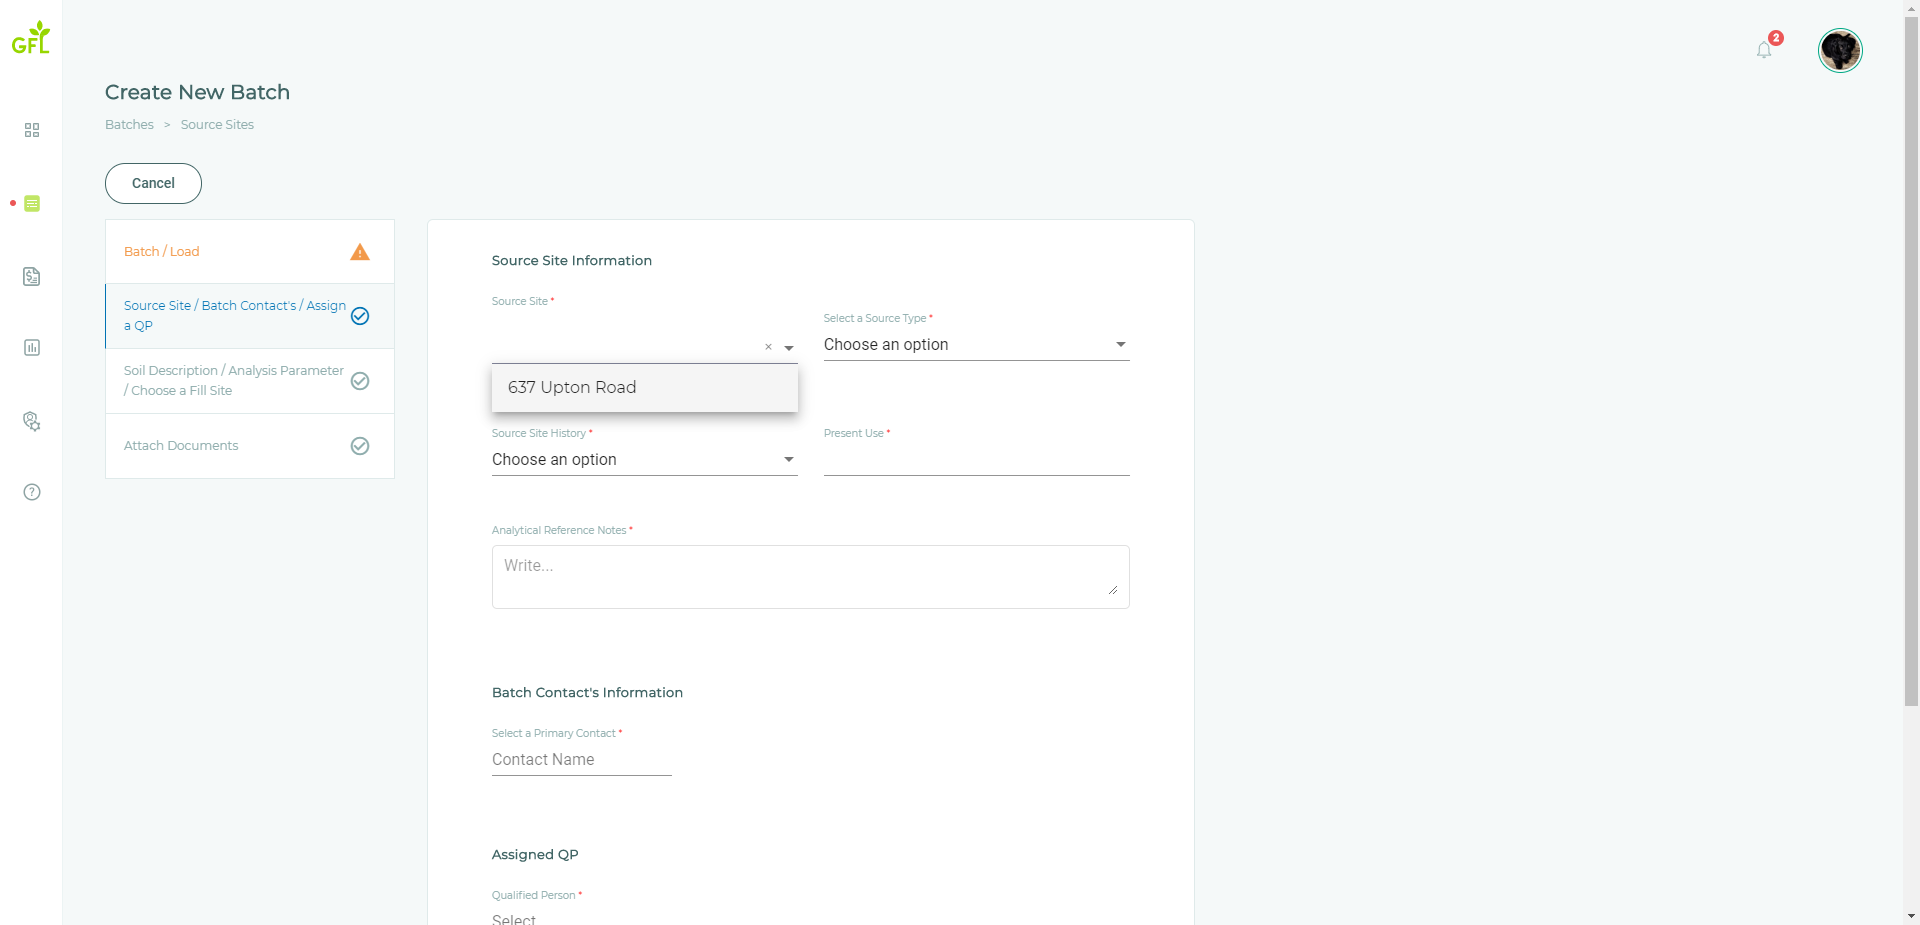 GFL
2
Create New Batch
Batches > Source Sites
Cancel
Batch / Load
Source Site / Batch Contact's / Assign
a QP
Soil Description / Analysis Parameter
/ Choose a Fill Site
Attach Documents
Source Site Information
Source Site *
Select a Source Type *
Choose an option
637 Upton Road
Source Site History *
Choose an option
Present Use *
Analytical Reference Notes *
Write...
Batch Contact's Information
Select a Primary Contact *
Contact Name
Assigned QP
Qualified Person *
Select